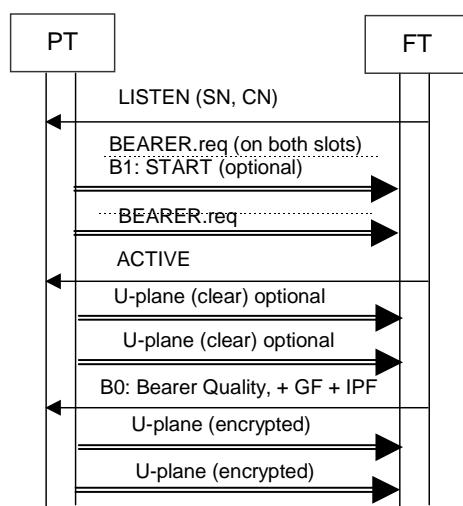 PT
FT
LISTEN (SN, CN)
BEARER.req (on both slots)
B1: START (optional)
BEARER.req
ACTIVE
U-plane (clear) optional
U-plane (clear) optional
B0: Bearer Quality, + GF + IPF
U-plane (encrypted)
U-plane (encrypted)